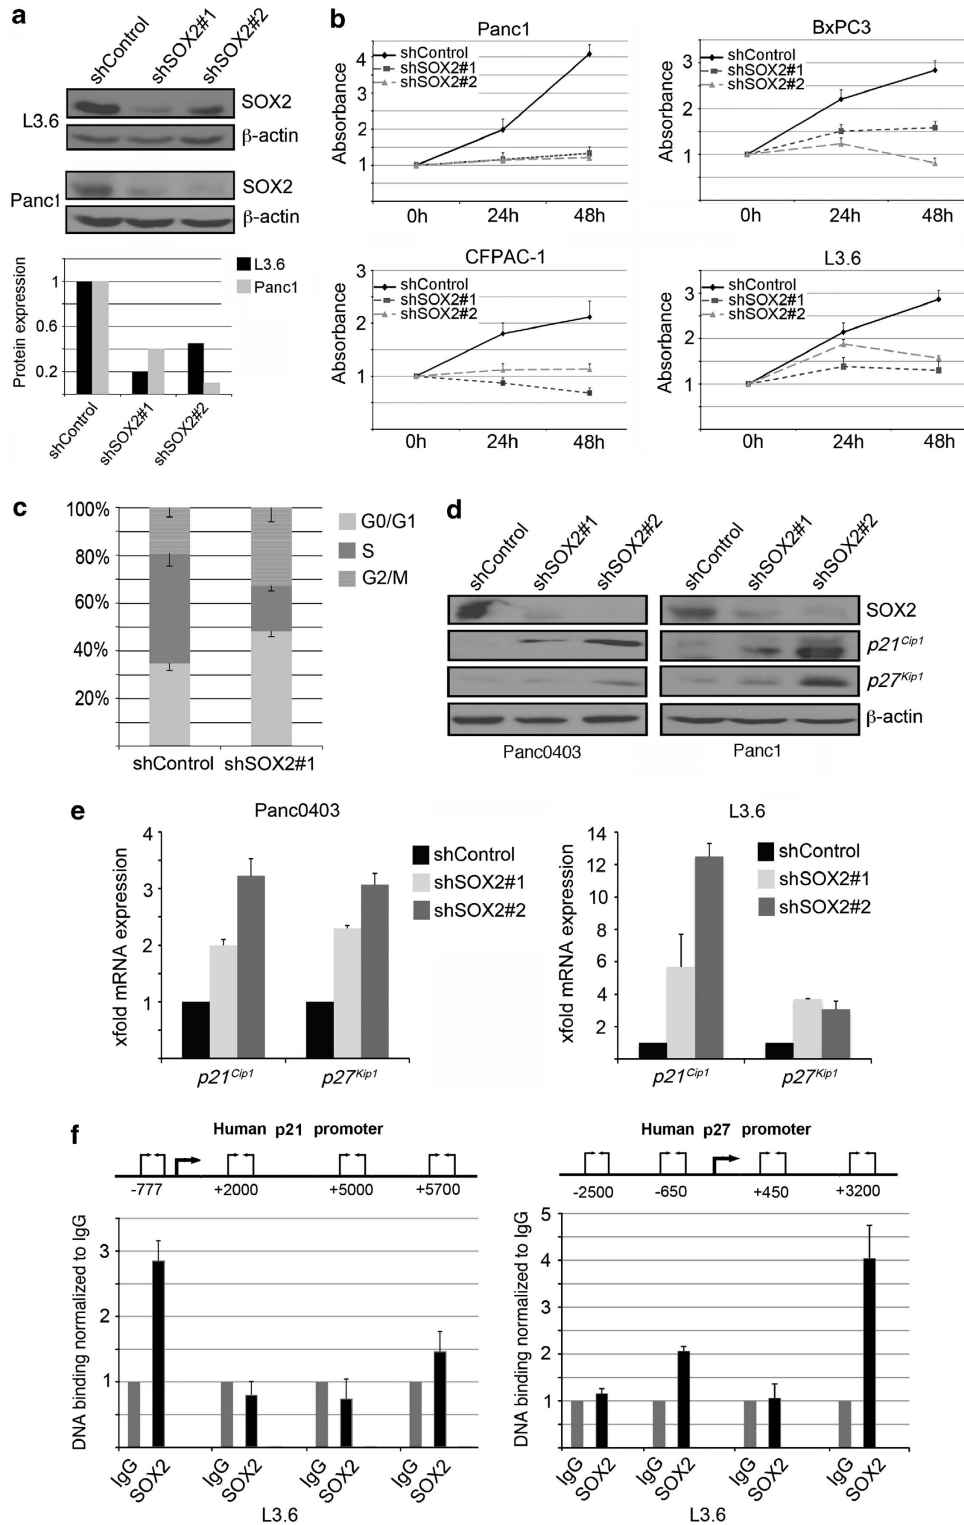 a
shControl
shSOX2#1
shSOX2#2
L3.6
SOX2
β-actin
Panc1
SOX2
β-actin
Protein expression
1
0.6
0.2
L3.6
Panc1
shControl
shSOX2#1
shSOX2#2
b
Panc1
Absorbance
4
3
2
1
shControl
shSOX2#1
shSOX2#2
0h 24h 48h
BxPC3
Absorbance
3
2
1
shControl
shSOX2#1
shSOX2#2
0h 24h 48h
CFPAC-1
Absorbance
3
2
1
shControl
shSOX2#1
shSOX2#2
0h 24h 48h
L3.6
Absorbance
3
2
1
shControl
shSOX2#1
shSOX2#2
0h 24h 48h
c
100%
80%
60%
40%
20%
G0/G1
S
G2/M
shControl shSOX2#1
d
shControl
shSOX2#1
shSOX2#2
shControl
shSOX2#1
shSOX2#2
SOX2
p21Cip1
p27Kip1
β-actin
Panc0403 Panc1
e
Panc0403
xfold mRNA expression
4
3
2
1
shControl
shSOX2#1
shSOX2#2
p21Cip1 p27Kip1
L3.6
xfold mRNA expression
14
12
10
8
6
4
2
shControl
shSOX2#1
shSOX2#2
p21Cip1 p27Kip1
f
Human p21 promoter
-777 +2000 +5000 +5700
DNA binding normalized to IgG
3
2
1
IgG SOX2 IgG SOX2 IgG SOX2 IgG SOX2
L3.6
Human p27 promoter
-2500 -650 +450 +3200
DNA binding normalized to IgG
5
4
3
2
1
IgG SOX2 IgG SOX2 IgG SOX2 IgG SOX2
L3.6